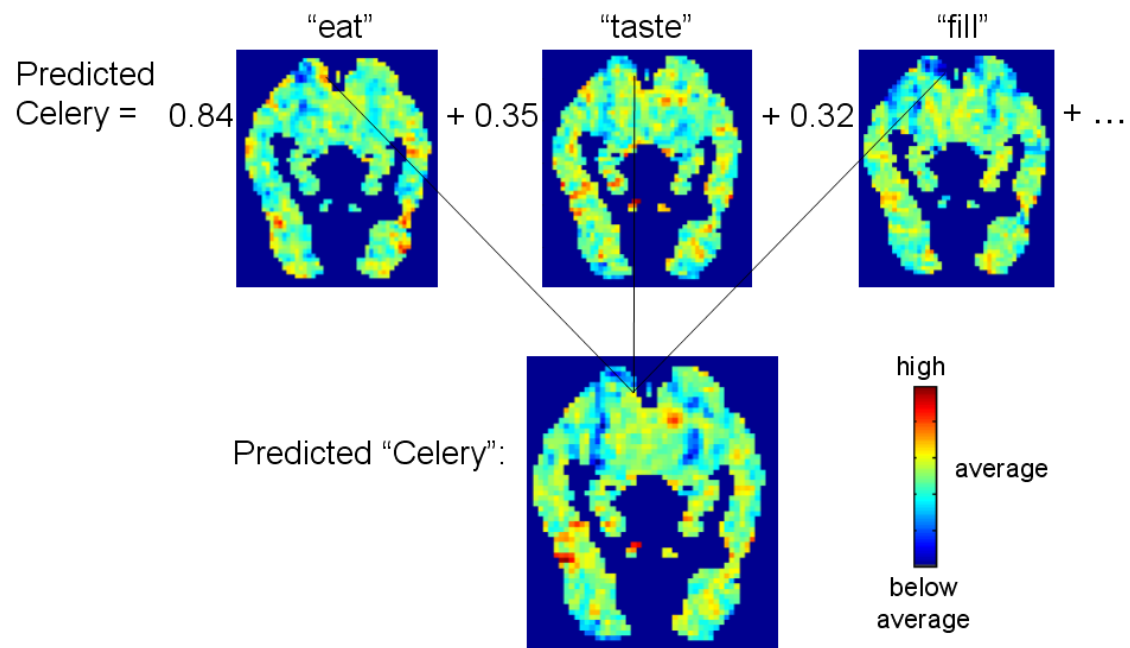 “eat” “taste” “fill”
Predicted
Celery = 0.84 + 0.35 + 0.32 + ...
high
Predicted “Celery”: average
below
average